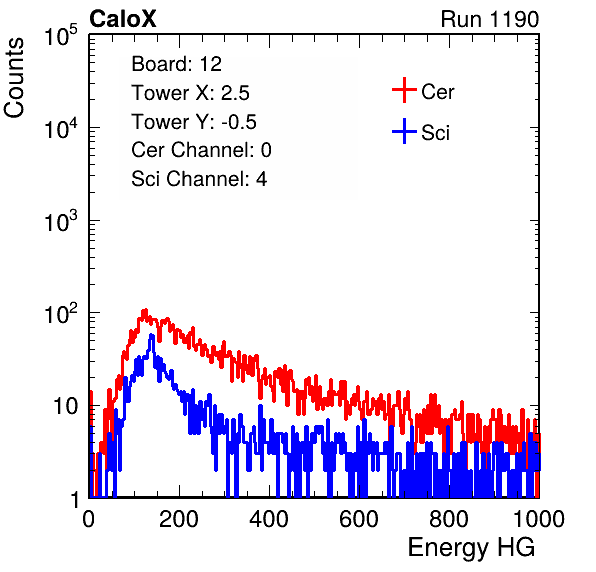 CaloX Run 1190
Counts
Board: 12
Tower X: 2.5
Tower Y: -0.5
Cer Channel: 0
Sci Channel: 4
Cer
Sci
10^5
10^4
10^3
10^2
10
1
0 200 400 600 800 1000
Energy HG